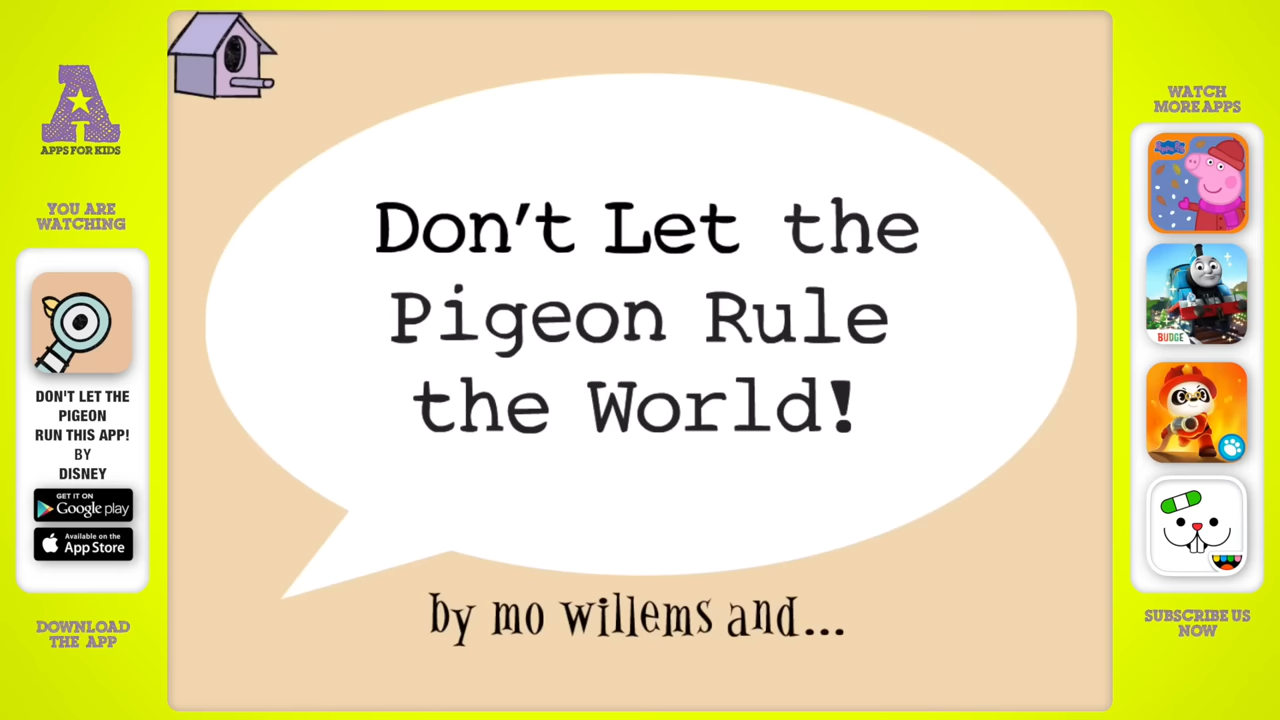 A
APPS FOR KIDS
YOU ARE
WATCHING
DON'T LET THE
PIGEON
RUN THIS APP!
BY
DISNEY
GET IT ON
Google play
Available on the
App Store
DOWNLOAD
THE APP
Don't Let the
Pigeon Rule
the World!
by mo willems and...
WATCH
MORE APPS
Peppa Pig
BUDGE
SUBSCRIBE US
NOW